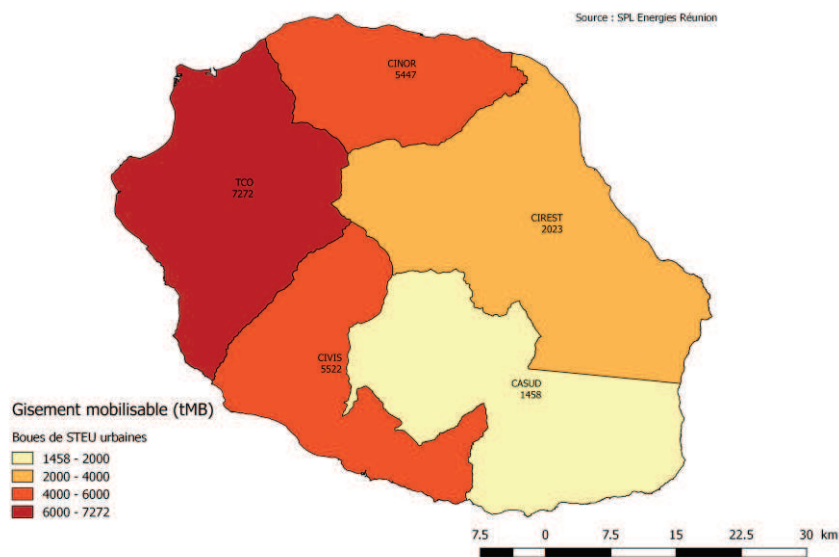 Source : SPL Energies Réunion
CINOR
5447
TCO
7272
CIREST
2023
CIVIS
5522
CASUD
1458
Gisement mobilisable (tMB)
Boues de STEU urbaines
1458 - 2000
2000 - 4000
4000 - 6000
6000 - 7272
7.5 0 7.5 15 22.5 30 km